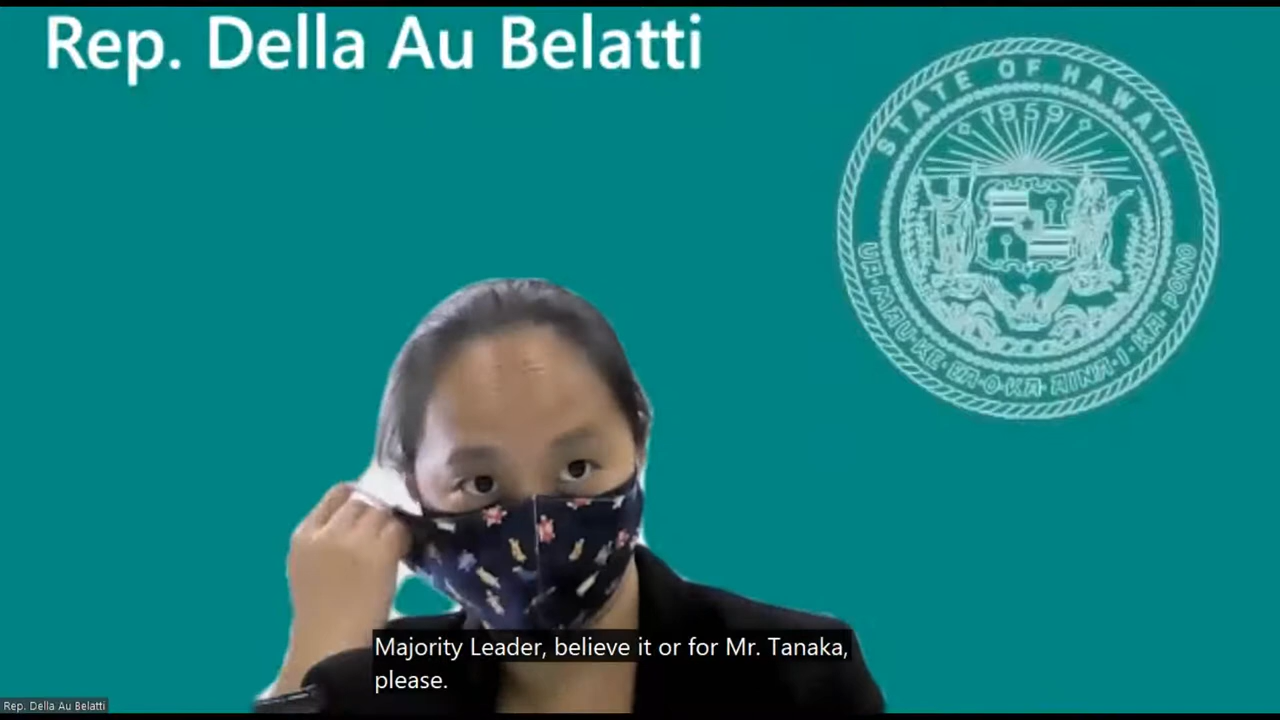 Rep. Della Au Belatti
STATE OF HAWAII
1959
UA·MAU·KE·EA·O·KA·AINA·I·KA·PONO
Majority Leader, believe it or for Mr. Tanaka,
please.
Rep. Della Au Belatti